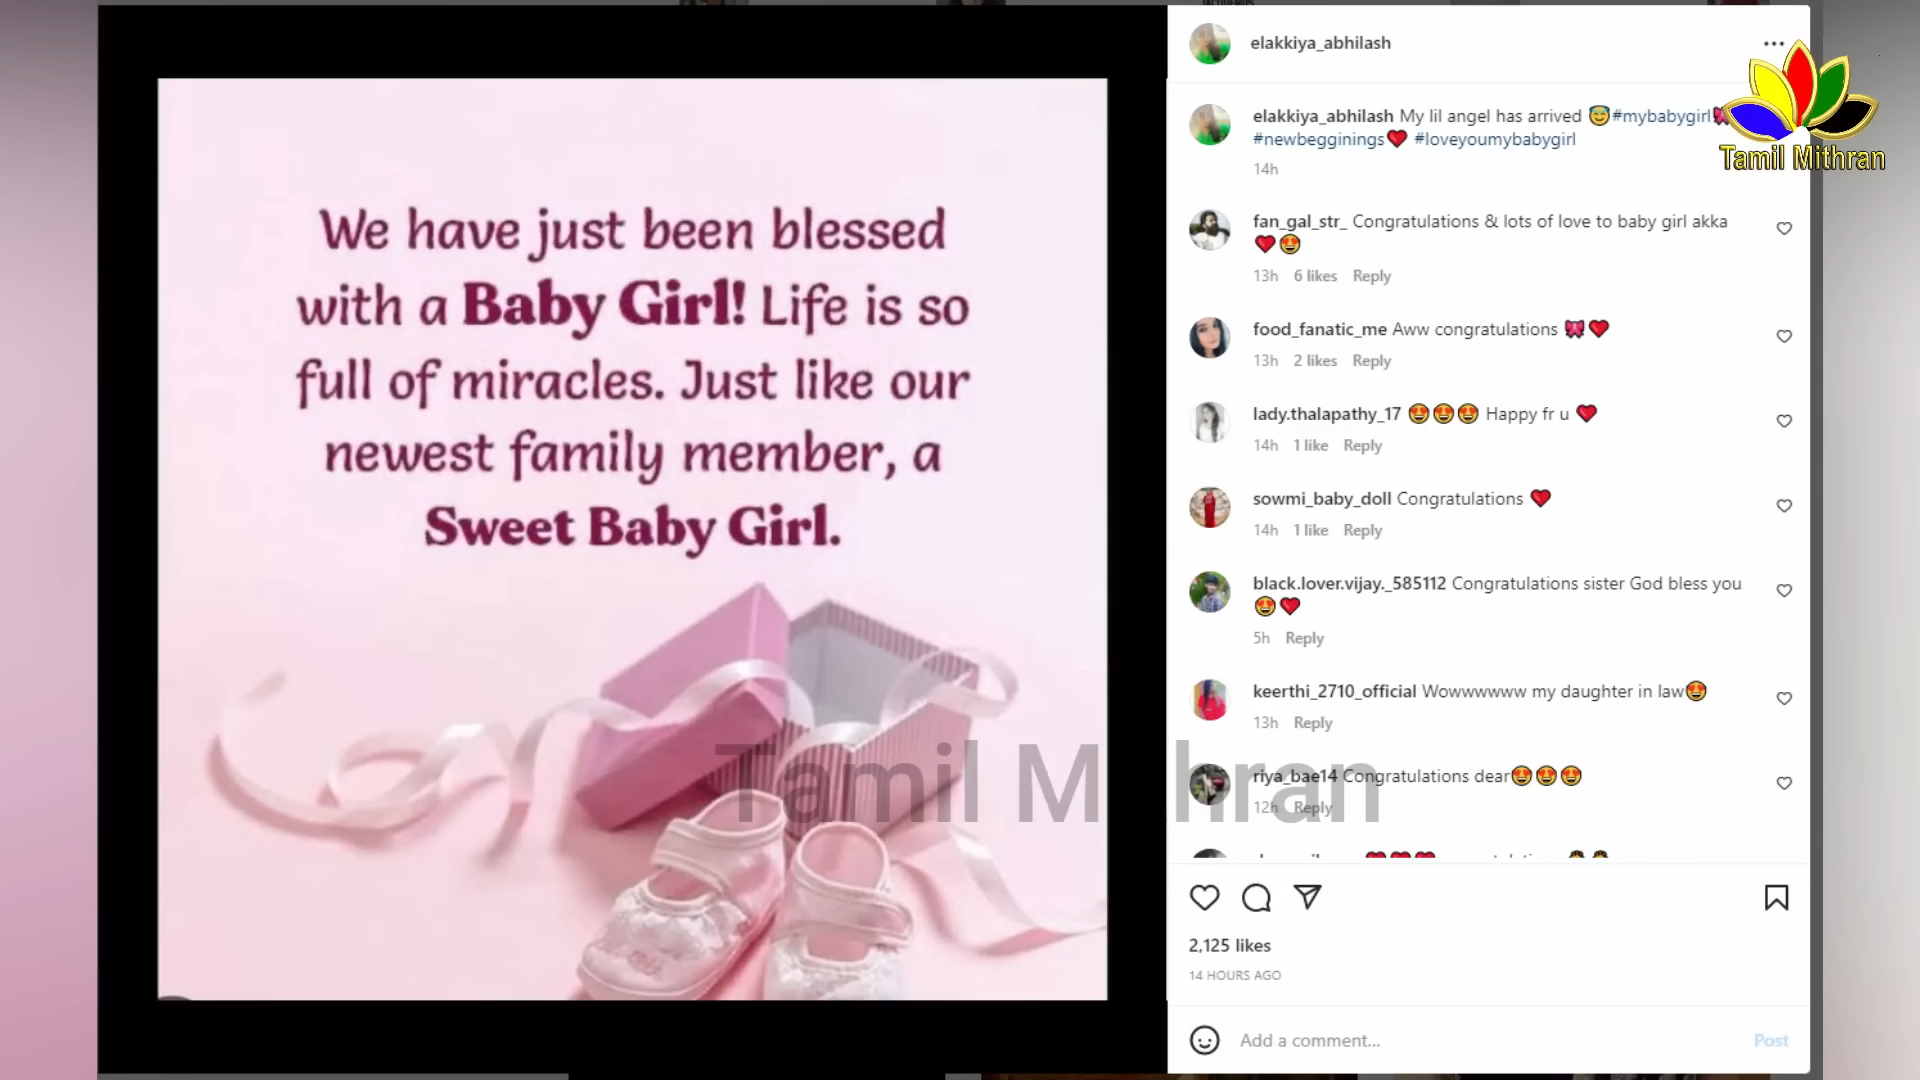 We have just been blessed
with a Baby Girl! Life is so
full of miracles. Just like our
newest family member, a
Sweet Baby Girl.
elakkiya_abhilash
elakkiya_abhilash My lil angel has arrived 😇#mybabygirl🎀
#newbegginings❤️ #loveyoumybabygirl
14h
fan_gal_str_ Congratulations & lots of love to baby girl akka
❤️😍
13h 6 likes Reply
food_fanatic_me Aww congratulations 🎀❤️
13h 2 likes Reply
lady.thalapathy_17 😍😍😍 Happy fr u ❤️
14h 1 like Reply
sowmi_baby_doll Congratulations ❤️
14h 1 like Reply
black.lover.vijay._585112 Congratulations sister God bless you
😍❤️
5h Reply
keerthi_2710_official Wowwwwww my daughter in law😍
13h Reply
riya_bae14 Congratulations dear😍😍😍
12h Reply
2,125 likes
14 HOURS AGO
Add a comment... Post
Tamil Mithran
Tamil Mithran